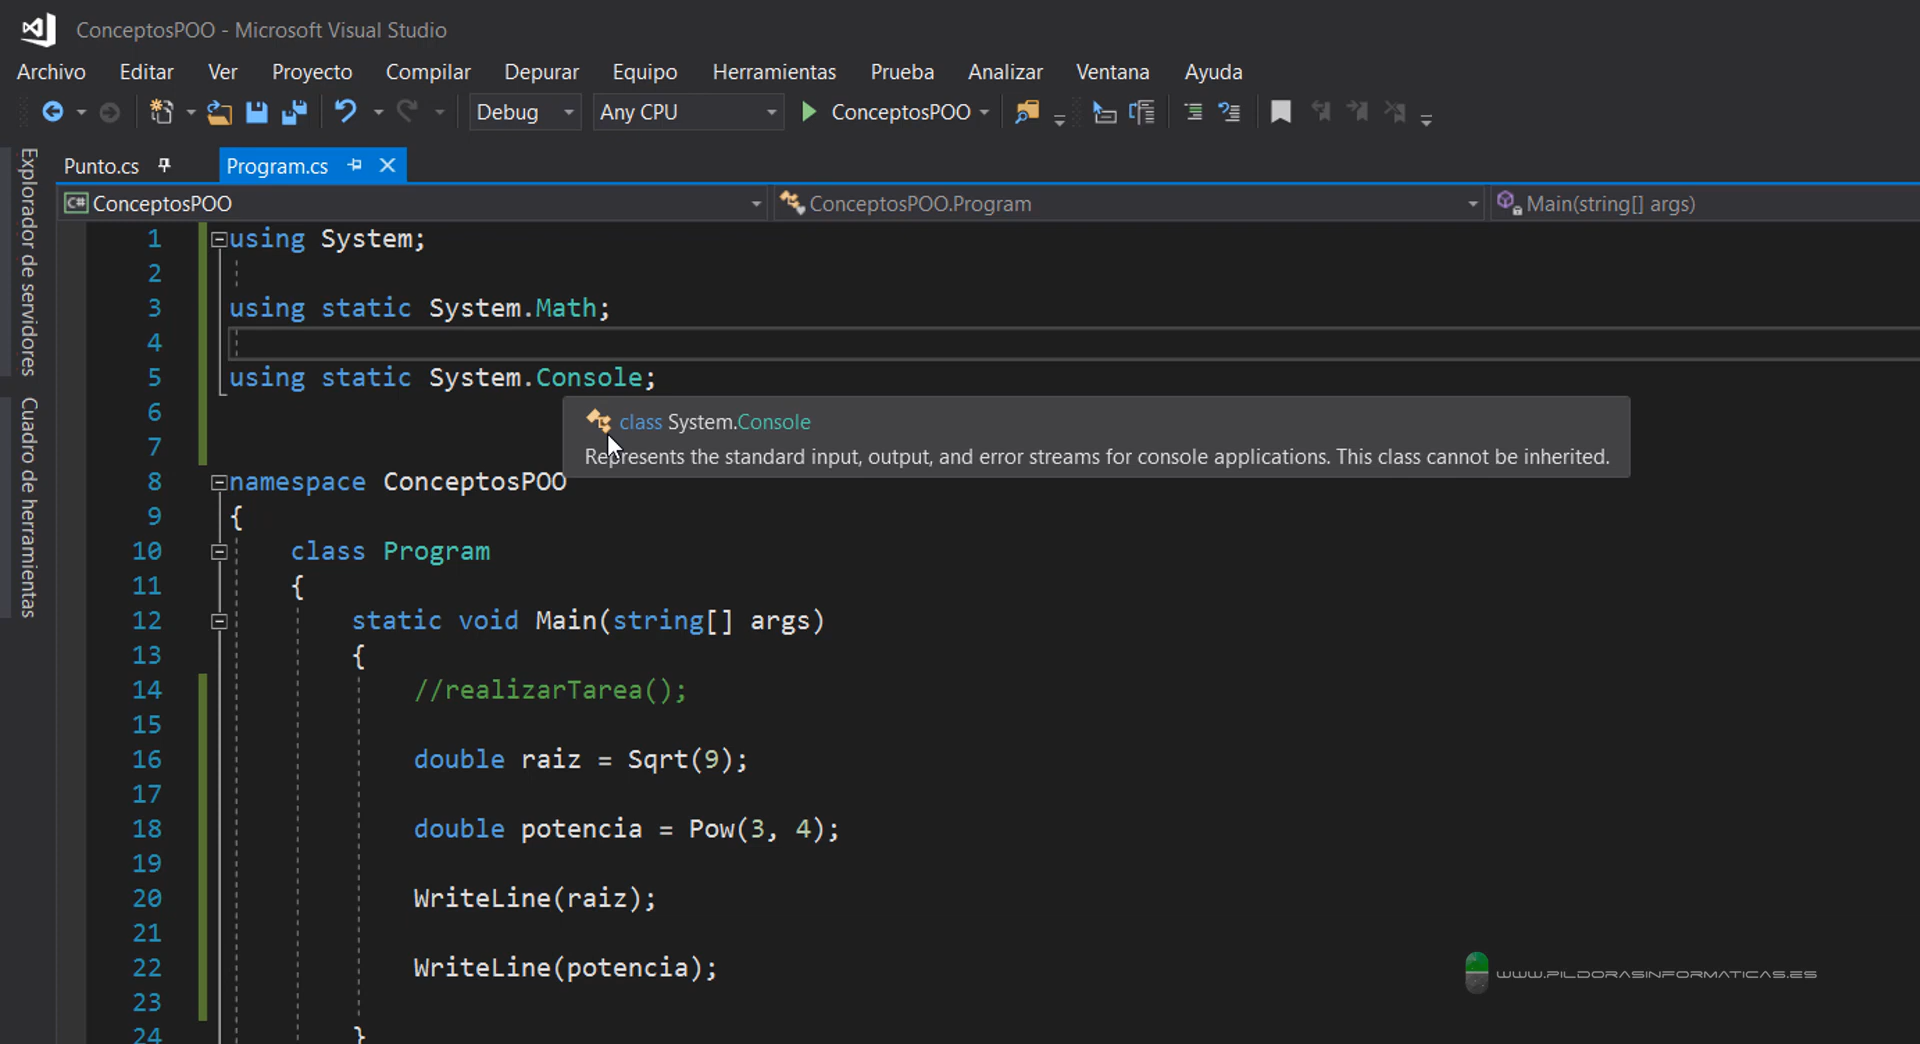 ConceptosPOO - Microsoft Visual Studio
Archivo Editar Ver Proyecto Compilar Depurar Equipo Herramientas Prueba Analizar Ventana Ayuda
Debug Any CPU ConceptosPOO
Explorador de servidores
Cuadro de herramientas
Punto.cs Program.cs
C# ConceptosPOO ConceptosPOO.Program Main(string[] args)
1 using System;
2
3 using static System.Math;
4
5 using static System.Console;
6
class System.Console
7
Represents the standard input, output, and error streams for console applications. This class cannot be inherited.
8 namespace ConceptosPOO
9 {
10 class Program
11 {
12 static void Main(string[] args)
13 {
14 //realizarTarea();
15
16 double raiz = Sqrt(9);
17
18 double potencia = Pow(3, 4);
19
20 WriteLine(raiz);
21
22 WriteLine(potencia);
WWW.PILDORASINFORMATICAS.ES
23
24 }